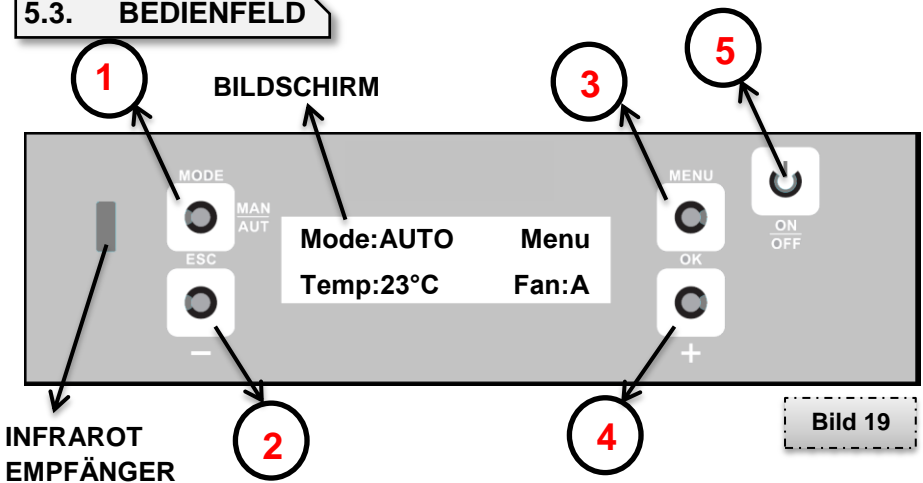 5.3. BEDIENFELD
1
BILDSCHIRM
3
5
MODE
MAN
AUT
ESC
–
Mode:AUTO Menu
Temp:23°C Fan:A
MENU
OK
+
ON
OFF
INFRAROT
EMPFÄNGER
2
4
Bild 19